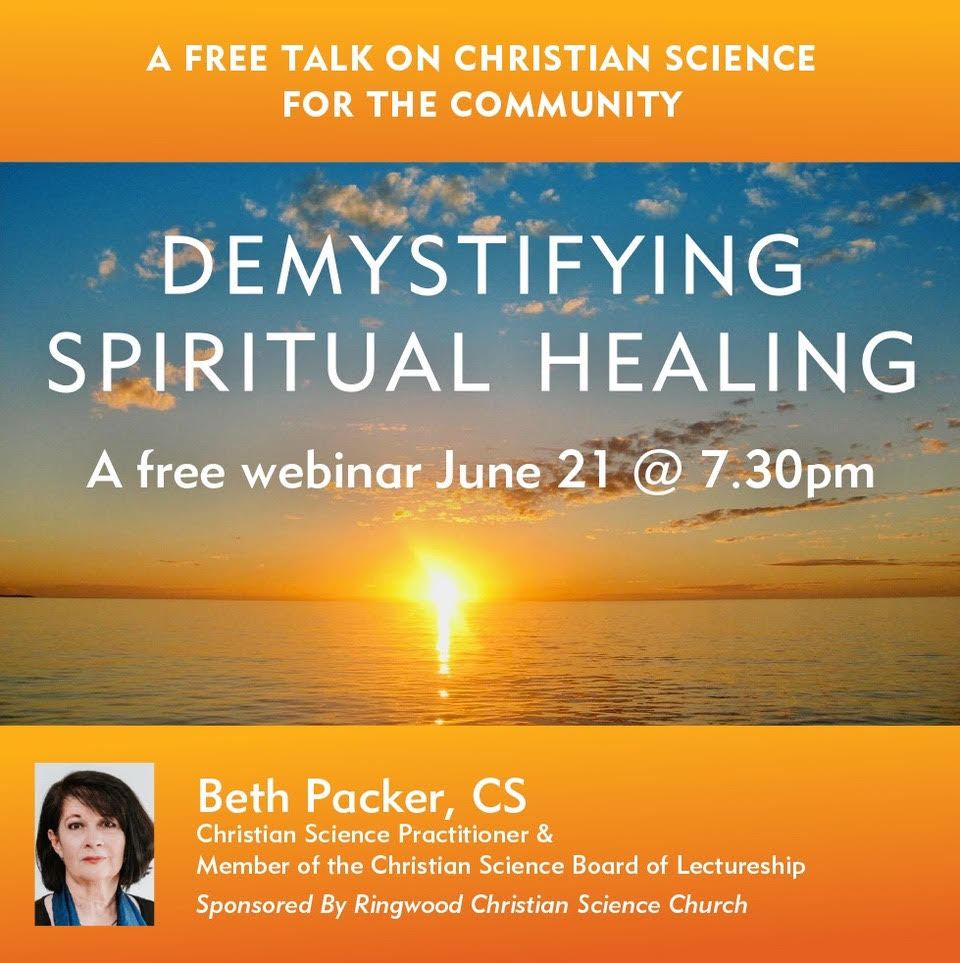 A FREE TALK ON CHRISTIAN SCIENCE
FOR THE COMMUNITY
DEMYSTIFYING
SPIRITUAL HEALING
A free webinar June 21 @ 7.30pm
Beth Packer, CS
Christian Science Practitioner &
Member of the Christian Science Board of Lectureship
Sponsored By Ringwood Christian Science Church